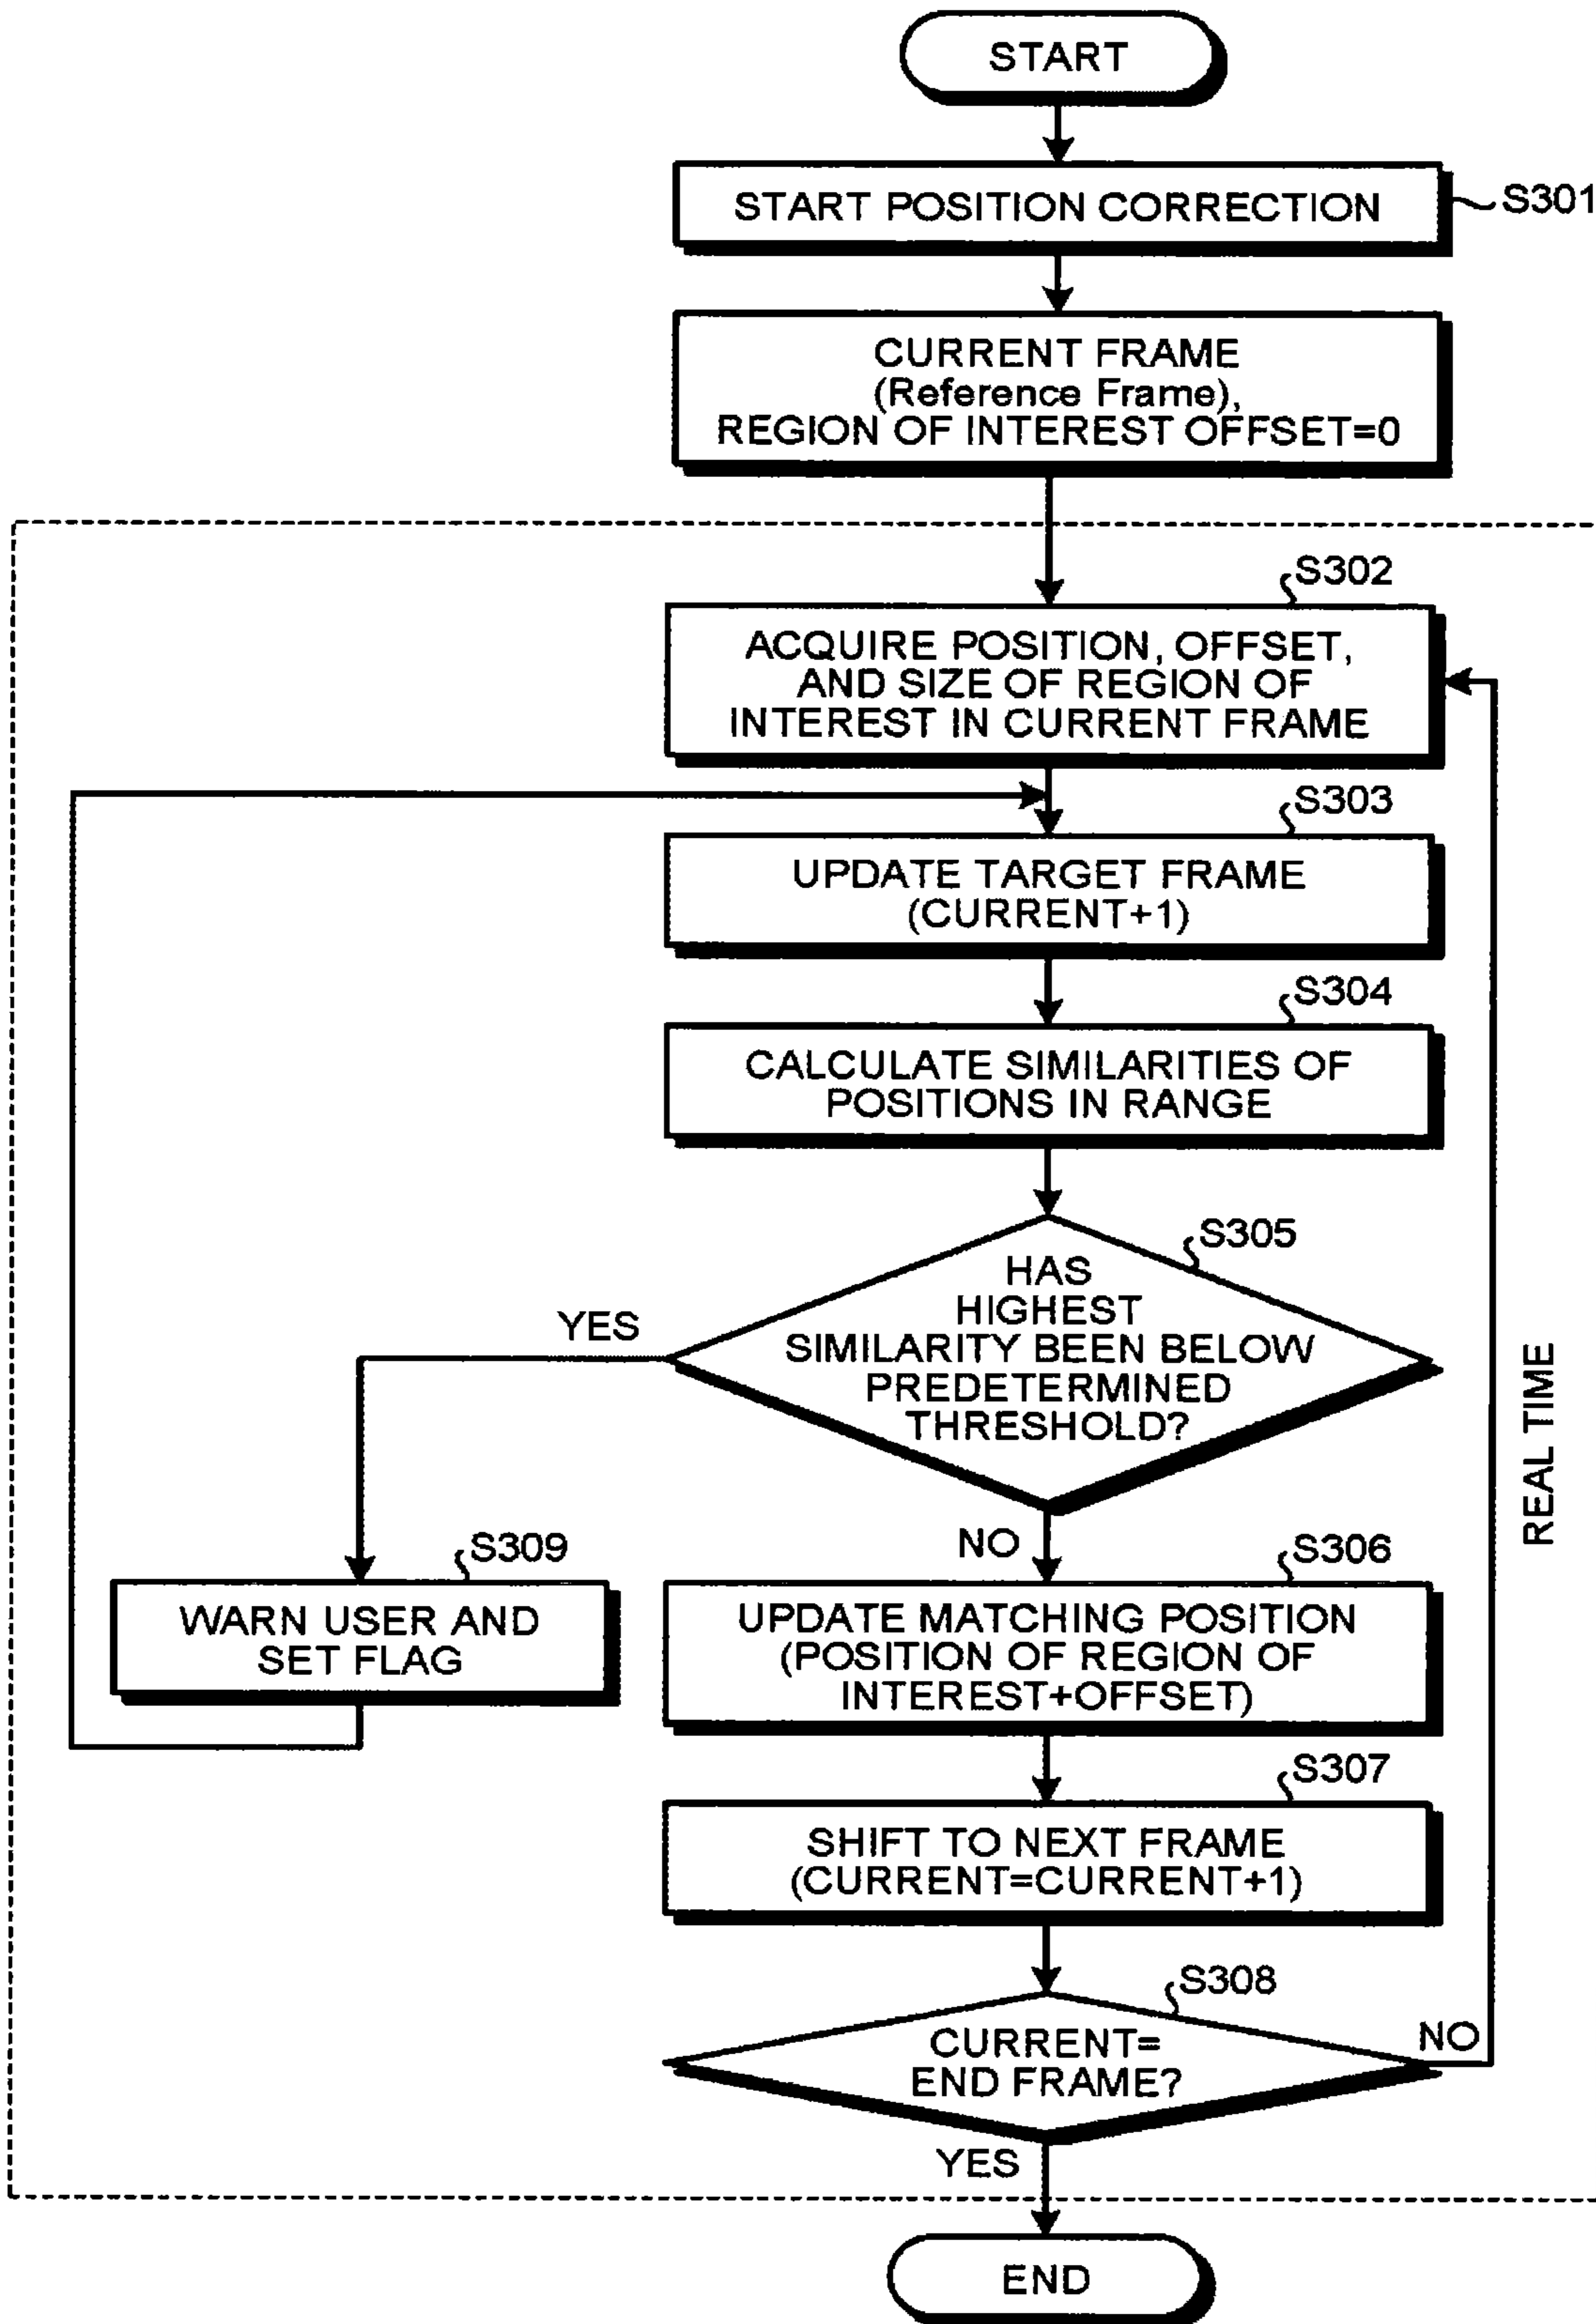 START
START POSITION CORRECTION
S301
CURRENT FRAME
(Reference Frame),
REGION OF INTEREST OFFSET=0
S302
ACQUIRE POSITION, OFFSET,
AND SIZE OF REGION OF
INTEREST IN CURRENT FRAME
S303
UPDATE TARGET FRAME
(CURRENT+1)
S304
CALCULATE SIMILARITIES OF
POSITIONS IN RANGE
S305
HAS
HIGHEST
SIMILARITY BEEN BELOW
PREDETERMINED
THRESHOLD?
YES
NO
REAL TIME
S309
WARN USER AND
SET FLAG
S306
UPDATE MATCHING POSITION
(POSITION OF REGION OF
INTEREST+OFFSET)
S307
SHIFT TO NEXT FRAME
(CURRENT=CURRENT+1)
S308
CURRENT=
END FRAME?
NO
YES
END